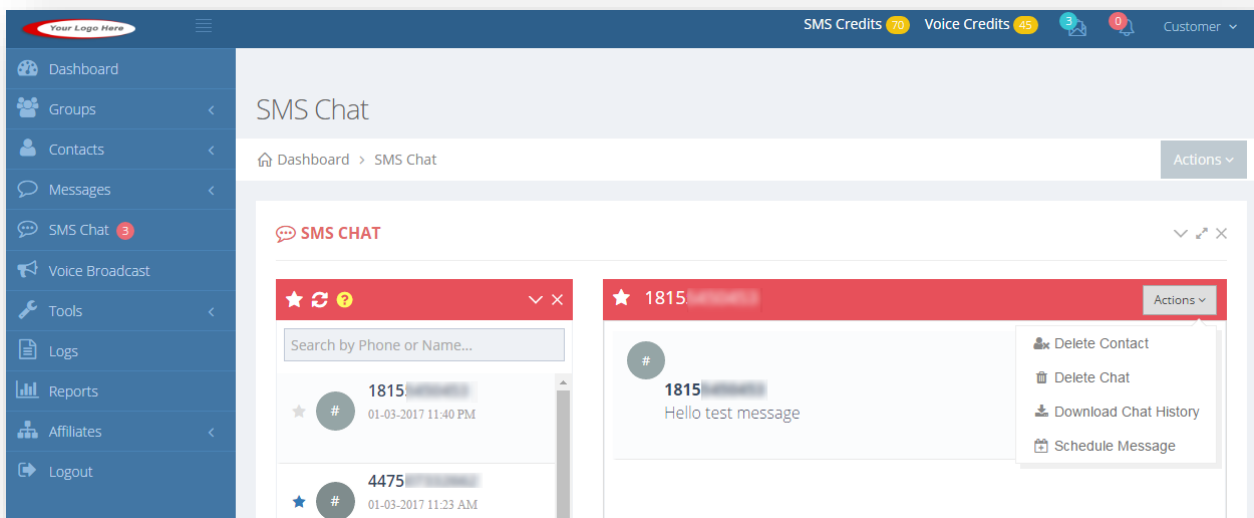 Your Logo Here
SMS Credits 70 Voice Credits 45 3 0 Customer
Dashboard
Groups
Contacts
Messages
SMS Chat 3
Voice Broadcast
Tools
Logs
Reports
Affiliates
Logout
SMS Chat
Dashboard > SMS Chat
Actions
SMS CHAT
?
Search by Phone or Name...
#
1815
01-03-2017 11:40 PM
#
4475
01-03-2017 11:23 AM
1815
Actions
#
1815
Hello test message
Delete Contact
Delete Chat
Download Chat History
Schedule Message